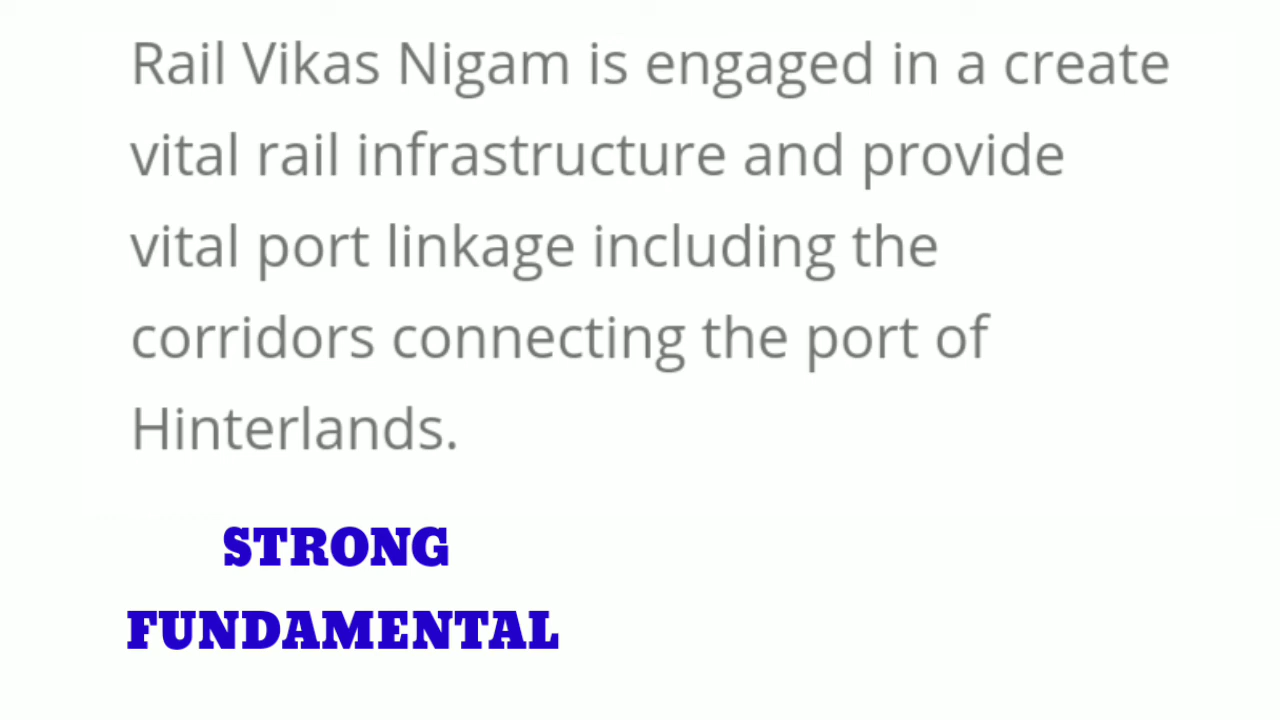 Rail Vikas Nigam is engaged in a create
vital rail infrastructure and provide
vital port linkage including the
corridors connecting the port of
Hinterlands.
STRONG
FUNDAMENTAL